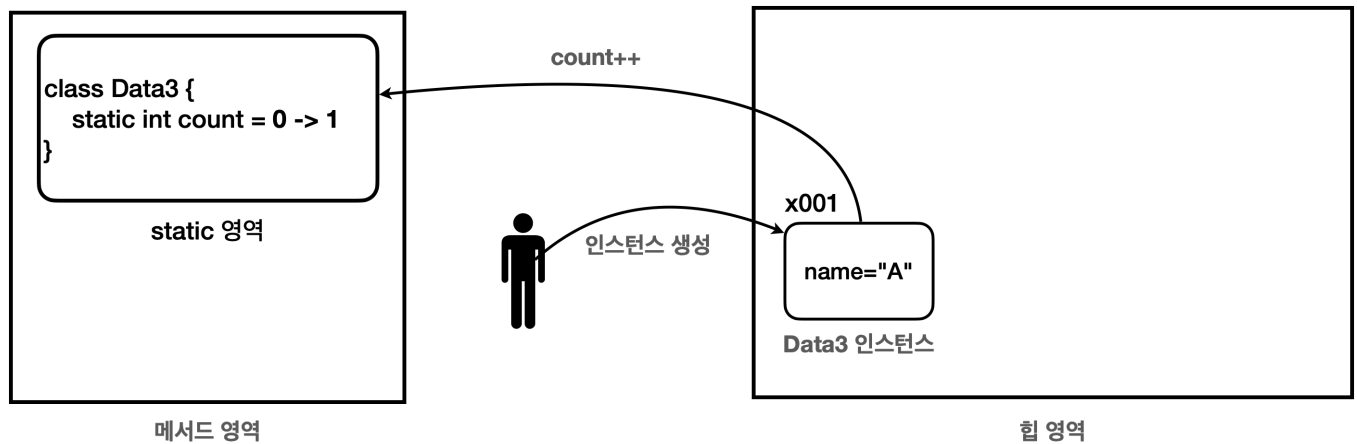 class Data3 {
static int count = 0 -> 1
}
static 영역
메서드 영역
count++
인스턴스 생성
x001
name="A"
Data3 인스턴스
힙 영역